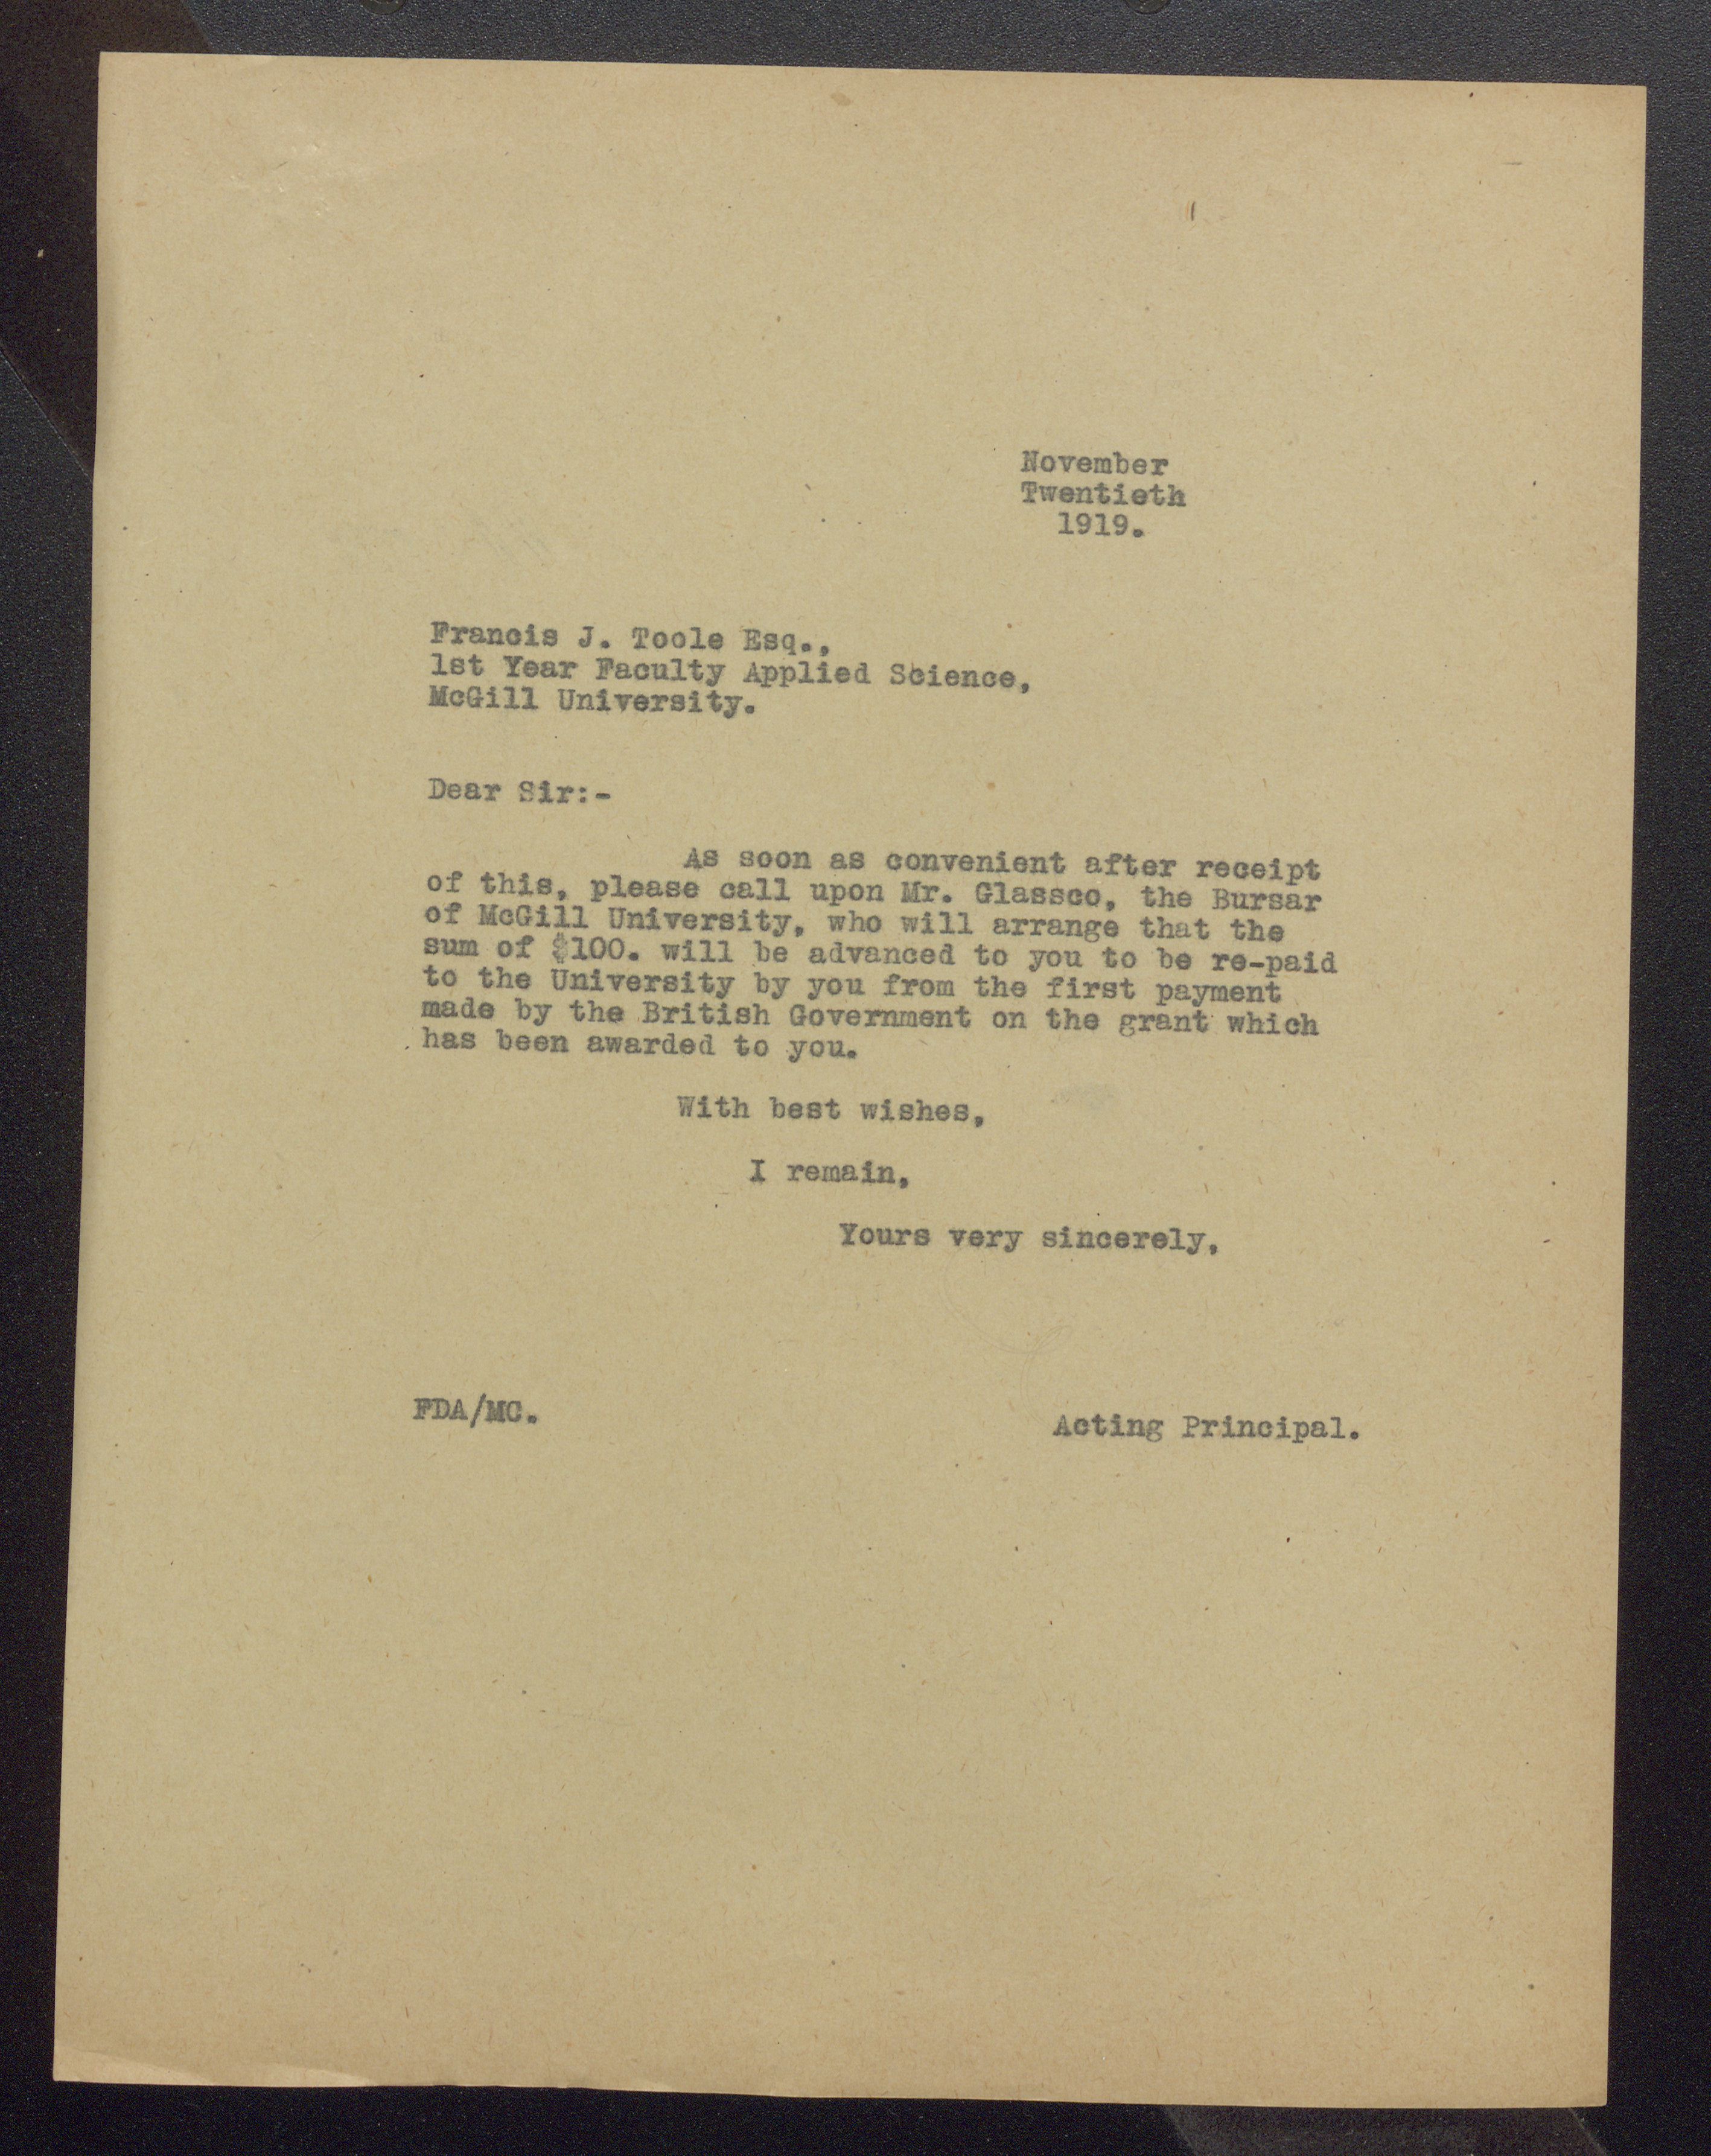 November
Twentieth
1919.
Francis J. Toole Esq.,
1st Year Faculty Applied Science,
McGill University.
Dear Sir:-
As soon as convenient after receipt
of this, please call upon Mr. Glassco, the Bursar
of McGill University, who will arrange that the
sum of $100. will be advanced to you to be re-paid
to the University by you from the first payment
made by the British Government on the grant which
has been awarded to you.
With best wishes,
I remain,
Yours very sincerely,
FDA/MC.
Acting Principal.